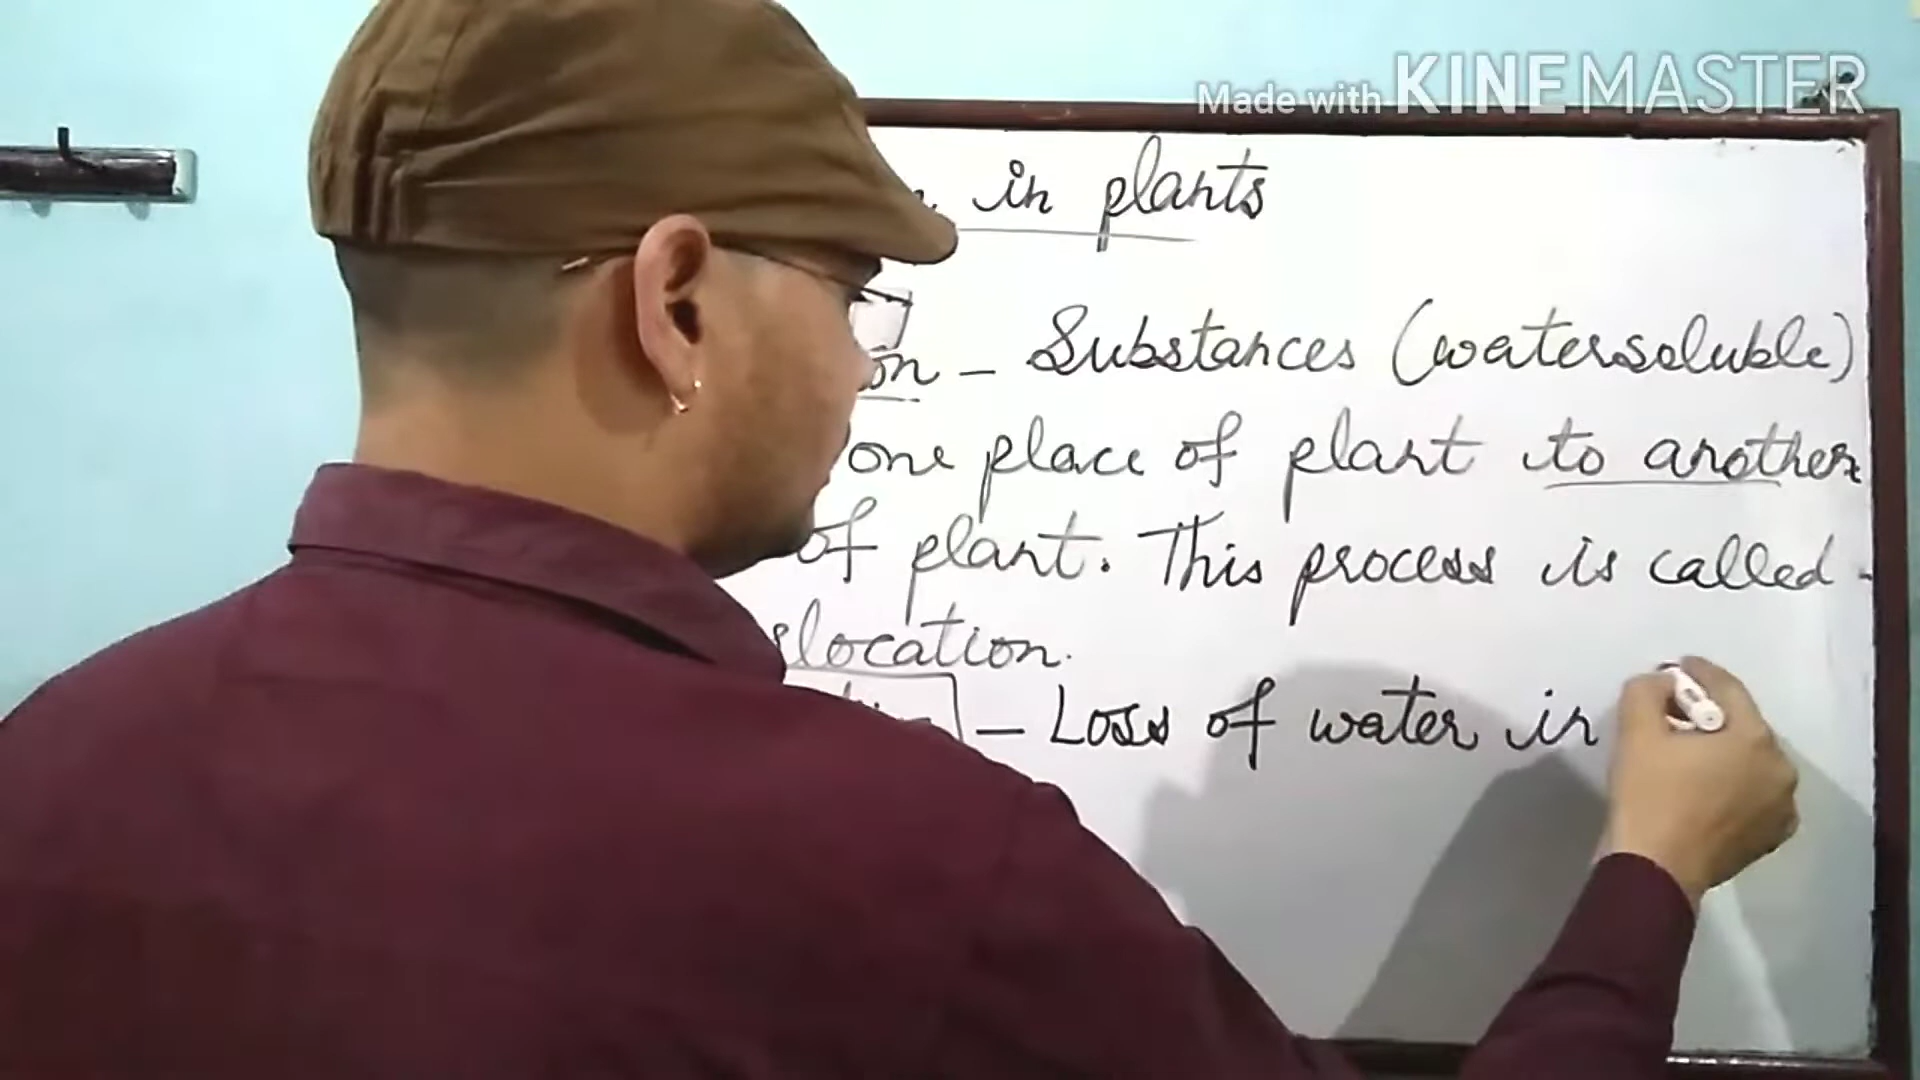 Made with KINEMASTER
in plants
on - Substances (watersoluble)
one place of plant to another
of plant. This process is called -
slocation.
- Loss of water in